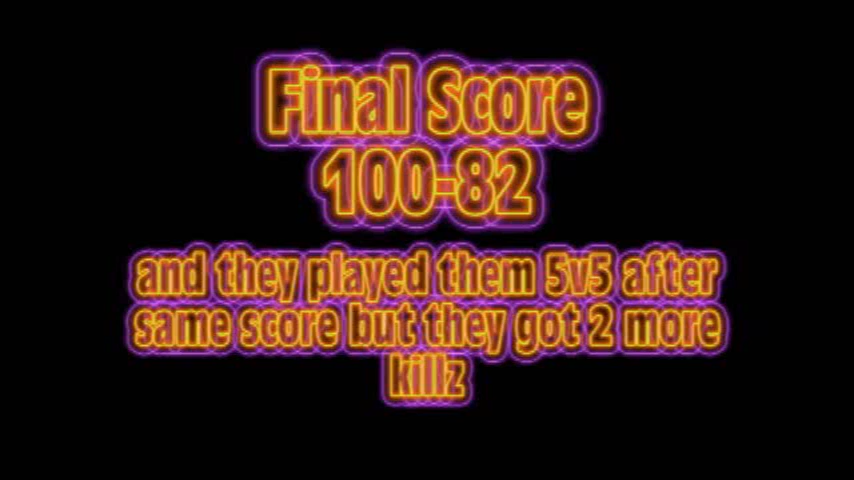 Final Score
100-82
and they played them 5v5 after
same score but they got 2 more
killz